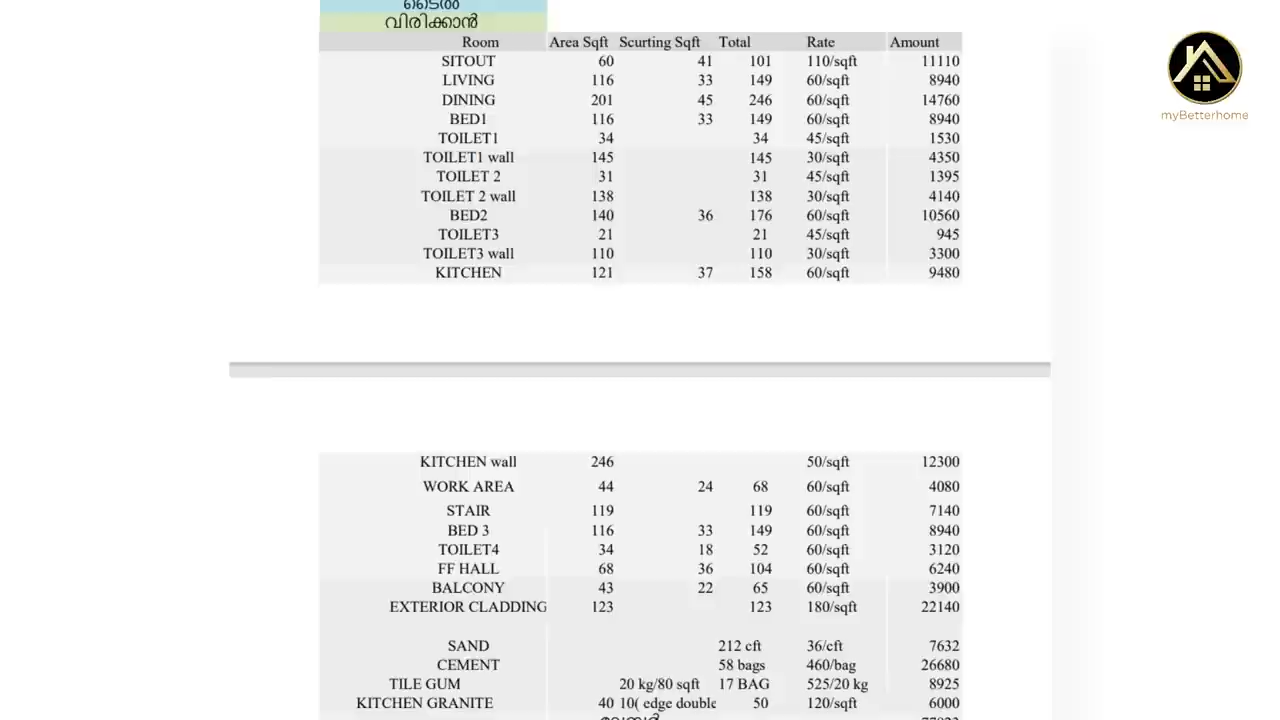 ടൈൽ
വിരിക്കാൻ
Room Area Sqft Scurting Sqft Total Rate Amount
SITOUT 60 41 101 110/sqft 11110
LIVING 116 33 149 60/sqft 8940
DINING 201 45 246 60/sqft 14760
BED1 116 33 149 60/sqft 8940
TOILET1 34 34 45/sqft 1530
TOILET1 wall 145 145 30/sqft 4350
TOILET 2 31 31 45/sqft 1395
TOILET 2 wall 138 138 30/sqft 4140
BED2 140 36 176 60/sqft 10560
TOILET3 21 21 45/sqft 945
TOILET3 wall 110 110 30/sqft 3300
KITCHEN 121 37 158 60/sqft 9480
KITCHEN wall 246 50/sqft 12300
WORK AREA 44 24 68 60/sqft 4080
STAIR 119 119 60/sqft 7140
BED 3 116 33 149 60/sqft 8940
TOILET4 34 18 52 60/sqft 3120
FF HALL 68 36 104 60/sqft 6240
BALCONY 43 22 65 60/sqft 3900
EXTERIOR CLADDING 123 123 180/sqft 22140
SAND 212 cft 36/cft 7632
CEMENT 58 bags 460/bag 26680
TILE GUM 20 kg/80 sqft 17 BAG 525/20 kg 8925
KITCHEN GRANITE 40 10( edge double 50 120/sqft 6000
myBetterhome